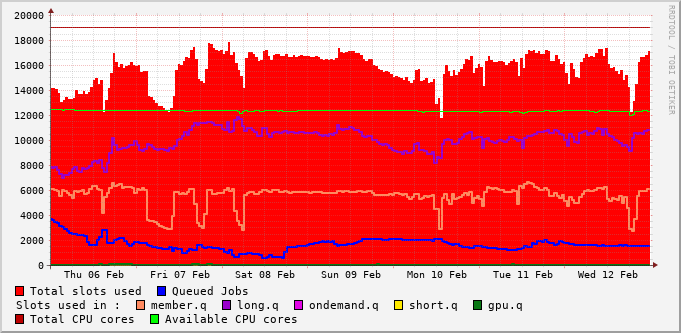 20000
18000
16000
14000
12000
10000
8000
6000
4000
2000
0
Thu 06 Feb Fri 07 Feb Sat 08 Feb Sun 09 Feb Mon 10 Feb Tue 11 Feb Wed 12 Feb
Total slots used Queued Jobs
Slots used in : member.q long.q ondemand.q short.q gpu.q
Total CPU cores Available CPU cores
RRDTOOL / TOBI OETIKER